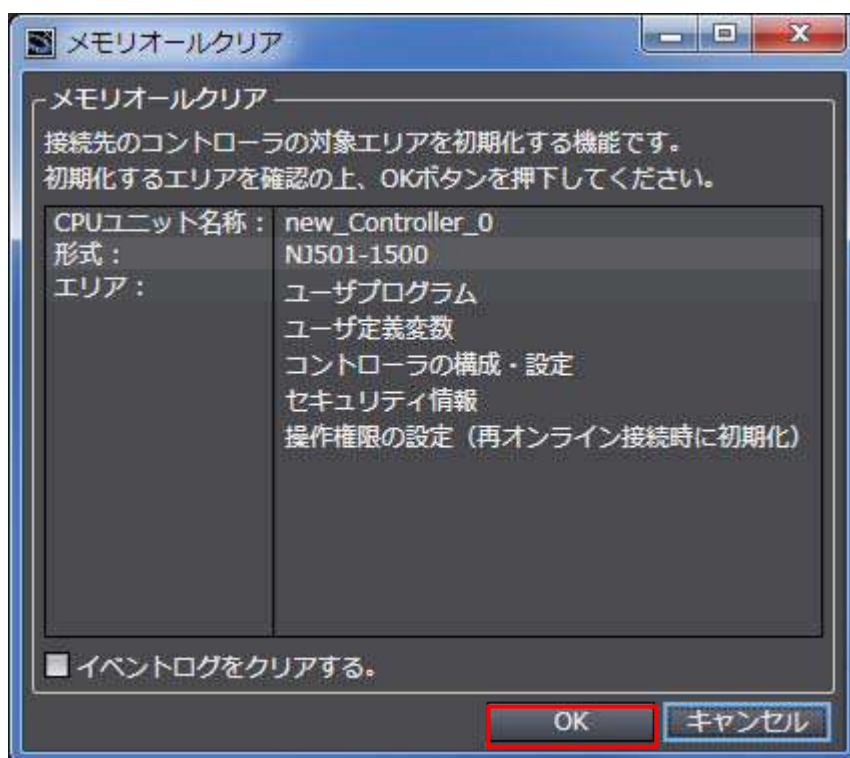 メモリオールクリア
メモリオールクリア
接続先のコントローラの対象エリアを初期化する機能です。
初期化するエリアを確認の上、OKボタンを押下してください。
CPUユニット名称： new_Controller_0
形式： NJ501-1500
エリア： ユーザプログラム
ユーザ定義変数
コントローラの構成・設定
セキュリティ情報
操作権限の設定（再オンライン接続時に初期化）
イベントログをクリアする。
OK キャンセル